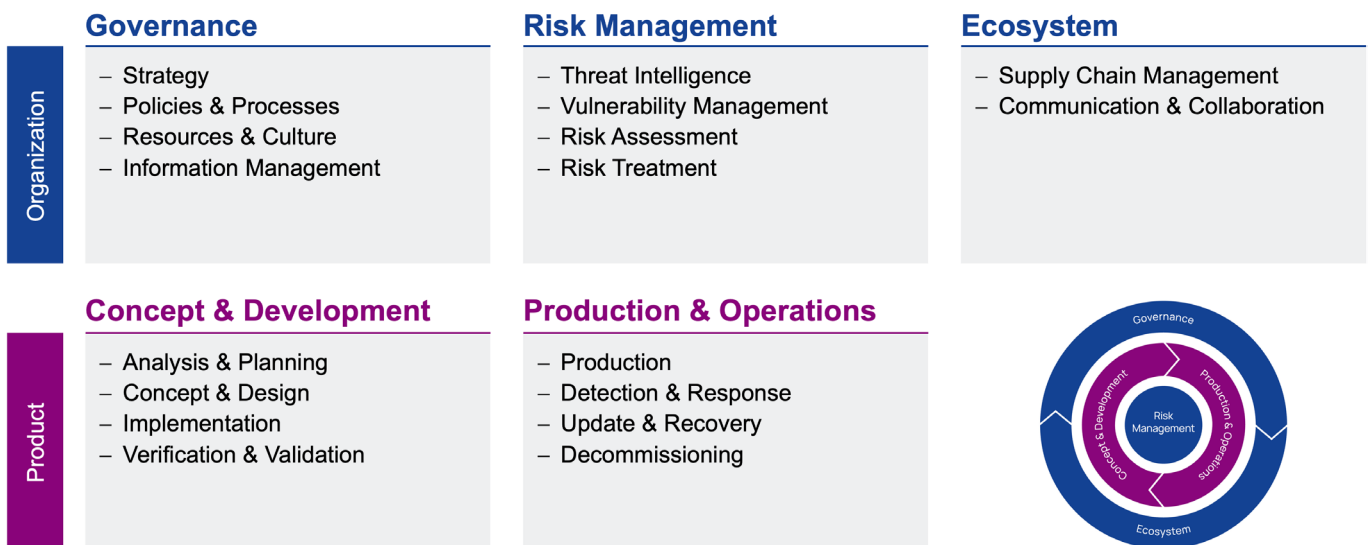 Governance
Risk Management
Ecosystem
Organization
– Strategy
– Policies & Processes
– Resources & Culture
– Information Management
– Threat Intelligence
– Vulnerability Management
– Risk Assessment
– Risk Treatment
– Supply Chain Management
– Communication & Collaboration
Concept & Development
Production & Operations
Product
– Analysis & Planning
– Concept & Design
– Implementation
– Verification & Validation
– Production
– Detection & Response
– Update & Recovery
– Decommissioning
Governance
Concept & Development
Production & Operations
Risk
Management
Ecosystem